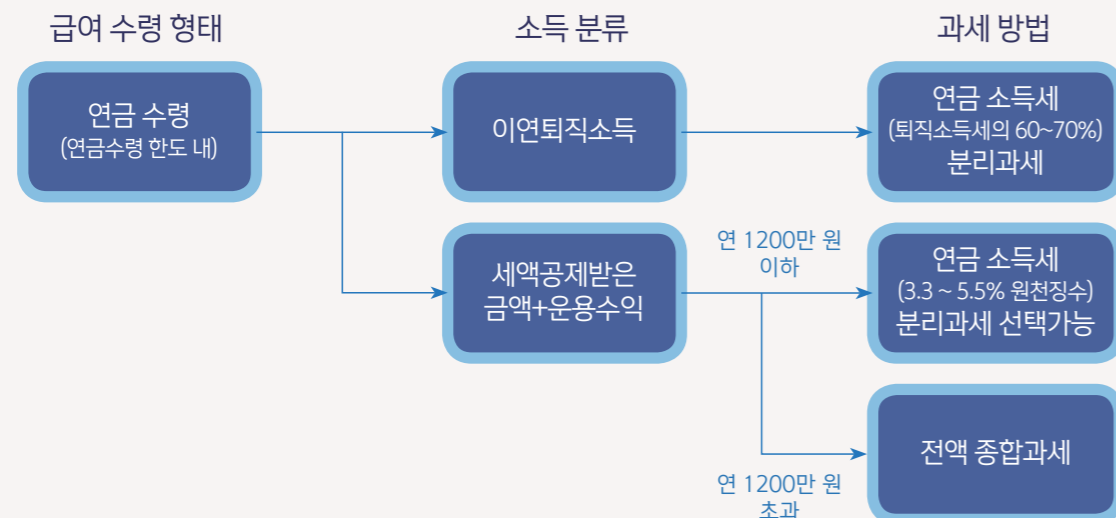 급여 수령 형태
소득 분류
과세 방법
연금 수령
(연금수령 한도 내)
이연퇴직소득
연금 소득세
(퇴직소득세의 60~70%)
분리과세
세액공제받은
금액+운용수익
연 1200만 원
이하
연금 소득세
(3.3 ~ 5.5% 원천징수)
분리과세 선택가능
연 1200만 원
초과
전액 종합과세